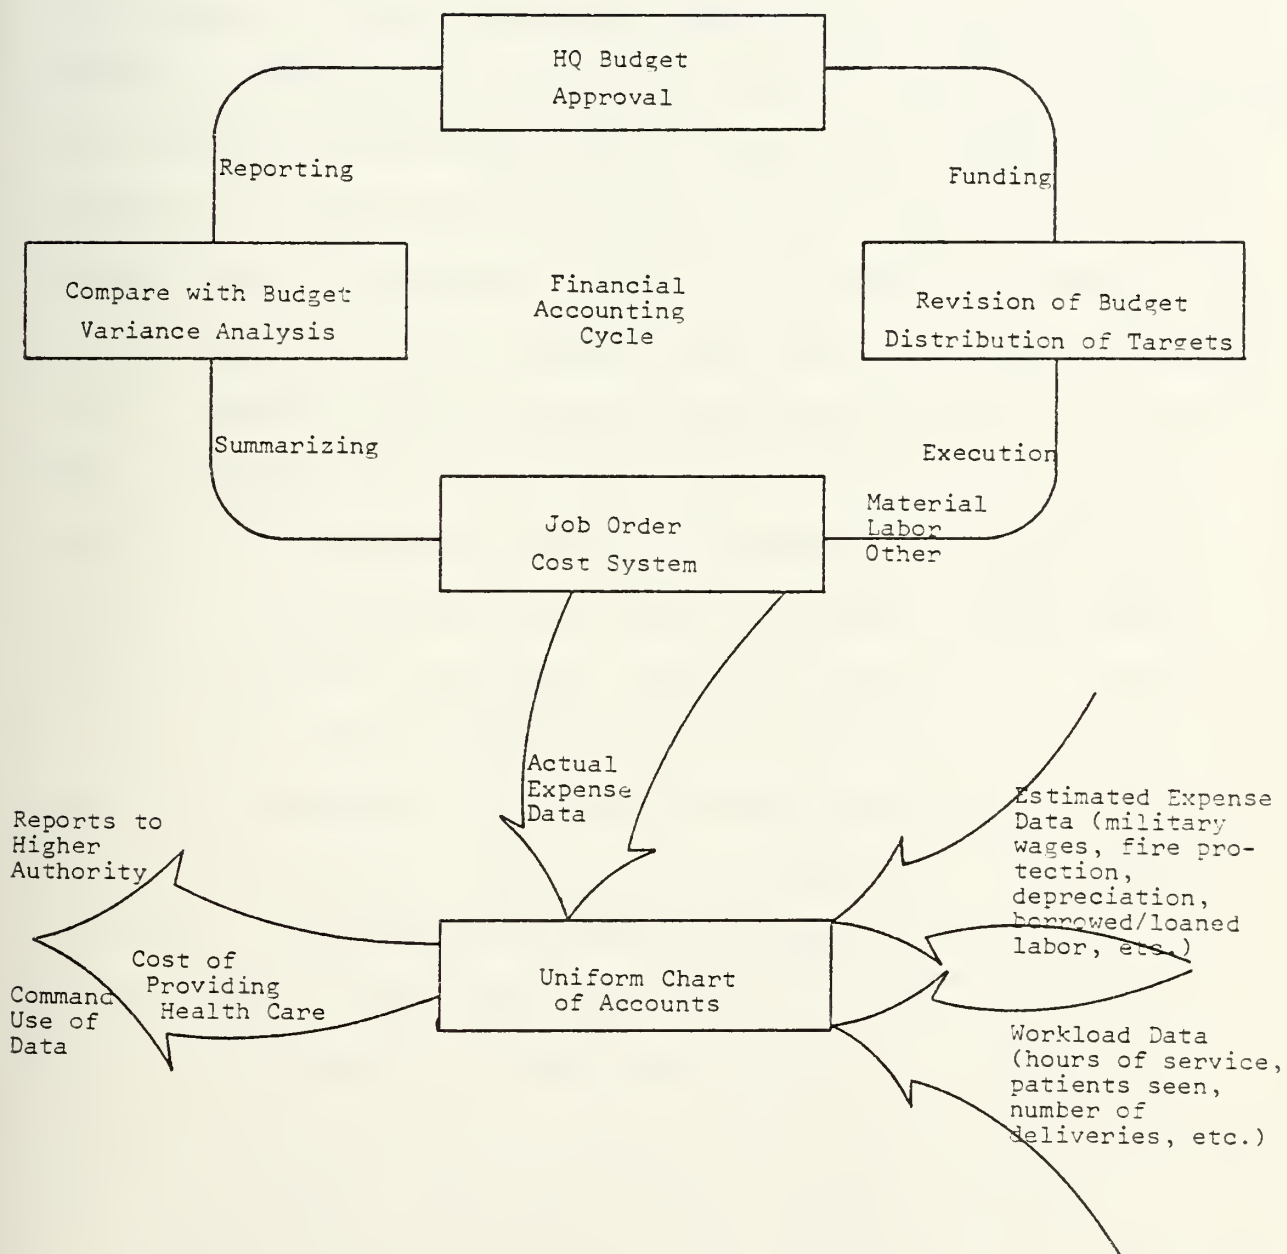 HQ Budget
Approval
Reporting
Funding
Compare with Budget
Variance Analysis
Financial
Accounting
Cycle
Revision of Budget
Distribution of Targets
Summarizing
Execution
Material
Labor
Other
Job Order
Cost System
Actual
Expense
Data
Reports to
Higher
Authority
Cost of
Providing
Health Care
Command
Use of
Data
Uniform Chart
of Accounts
Estimated Expense
Data (military
wages, fire pro-
tection,
depreciation,
borrowed/loaned
labor, ets.)
Workload Data
(hours of service,
patients seen,
number of
deliveries, etc.)